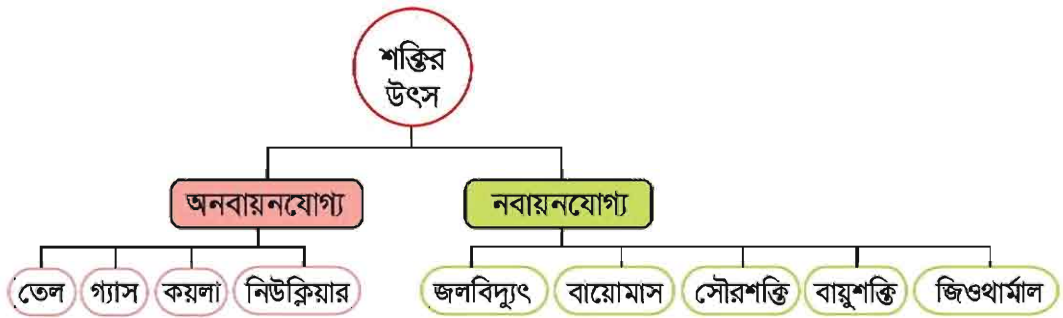 শক্তির
উৎস
অনবায়নযোগ্য
নবায়নযোগ্য
তেল
গ্যাস
কয়লা
নিউক্লিয়ার
জলবিদ্যুৎ
বায়োমাস
সৌরশক্তি
বায়ুশক্তি
জিওথার্মাল